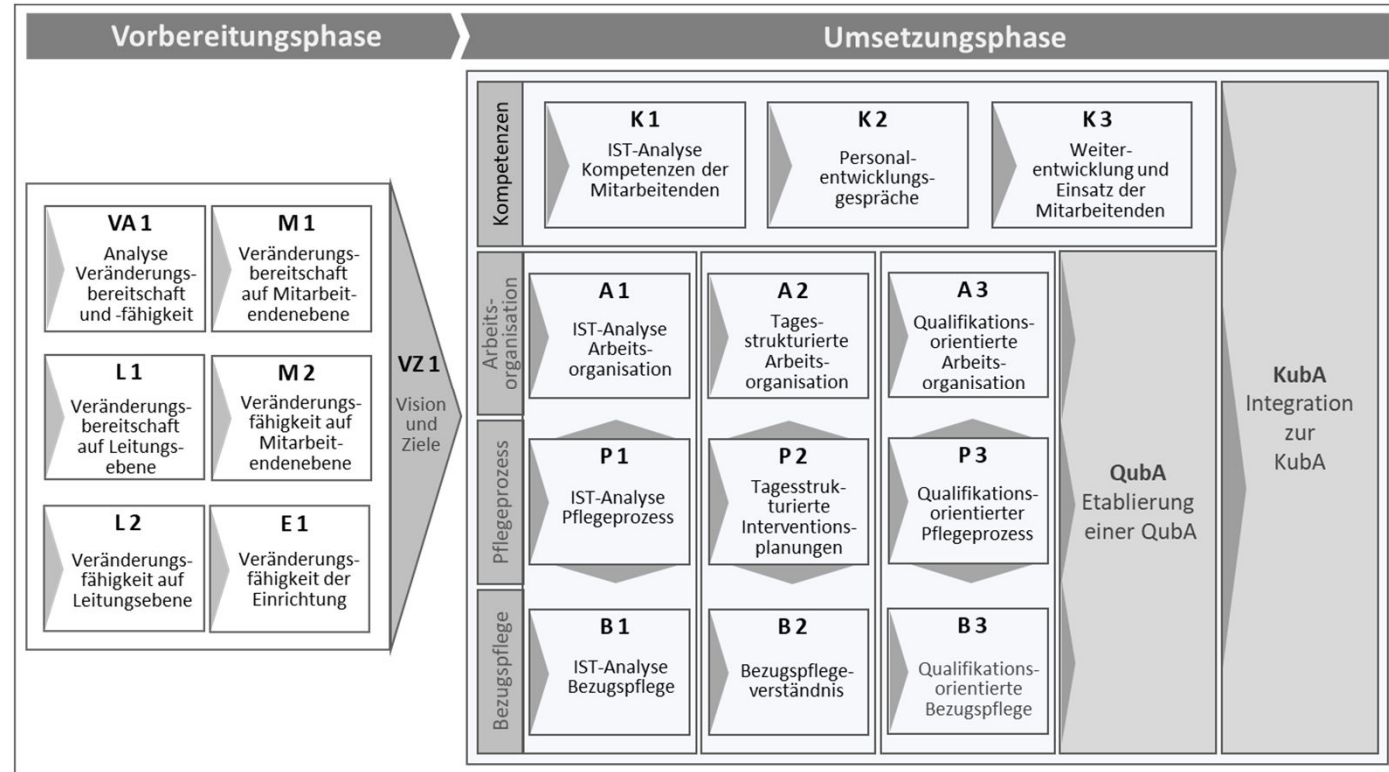 Vorbereitungsphase
Umsetzungsphase
VA 1
Analyse
Veränderungs-
bereitschaft
und -fähigkeit
M 1
Veränderungs-
bereitschaft
auf Mitarbeit-
endenebene
L 1
Veränderungs-
bereitschaft
auf Leitungs-
ebene
M 2
Veränderungs-
fähigkeit auf
Mitarbeit-
endenebene
L 2
Veränderungs-
fähigkeit auf
Leitungsebene
E 1
Veränderungs-
fähigkeit der
Einrichtung
VZ 1
Vision
und
Ziele
Kompetenzen
K 1
IST-Analyse
Kompetenzen der
Mitarbeitenden
K 2
Personal-
entwicklungs-
gespräche
K 3
Weiter-
entwicklung und
Einsatz der
Mitarbeitenden
Arbeits-
organisation
A 1
IST-Analyse
Arbeits-
organisation
A 2
Tages-
strukturierte
Arbeits-
organisation
A 3
Qualifikations-
orientierte
Arbeits-
organisation
Pflegeprozess
P 1
IST-Analyse
Pflegeprozess
P 2
Tagesstruk-
turierte
Interventions-
planungen
P 3
Qualifikations-
orientierter
Pflegeprozess
Bezugspflege
B 1
IST-Analyse
Bezugspflege
B 2
Bezugspflege-
verständnis
B 3
Qualifikations-
orientierte
Bezugspflege
QubA
Etablierung
einer QubA
KubA
Integration
zur
KubA